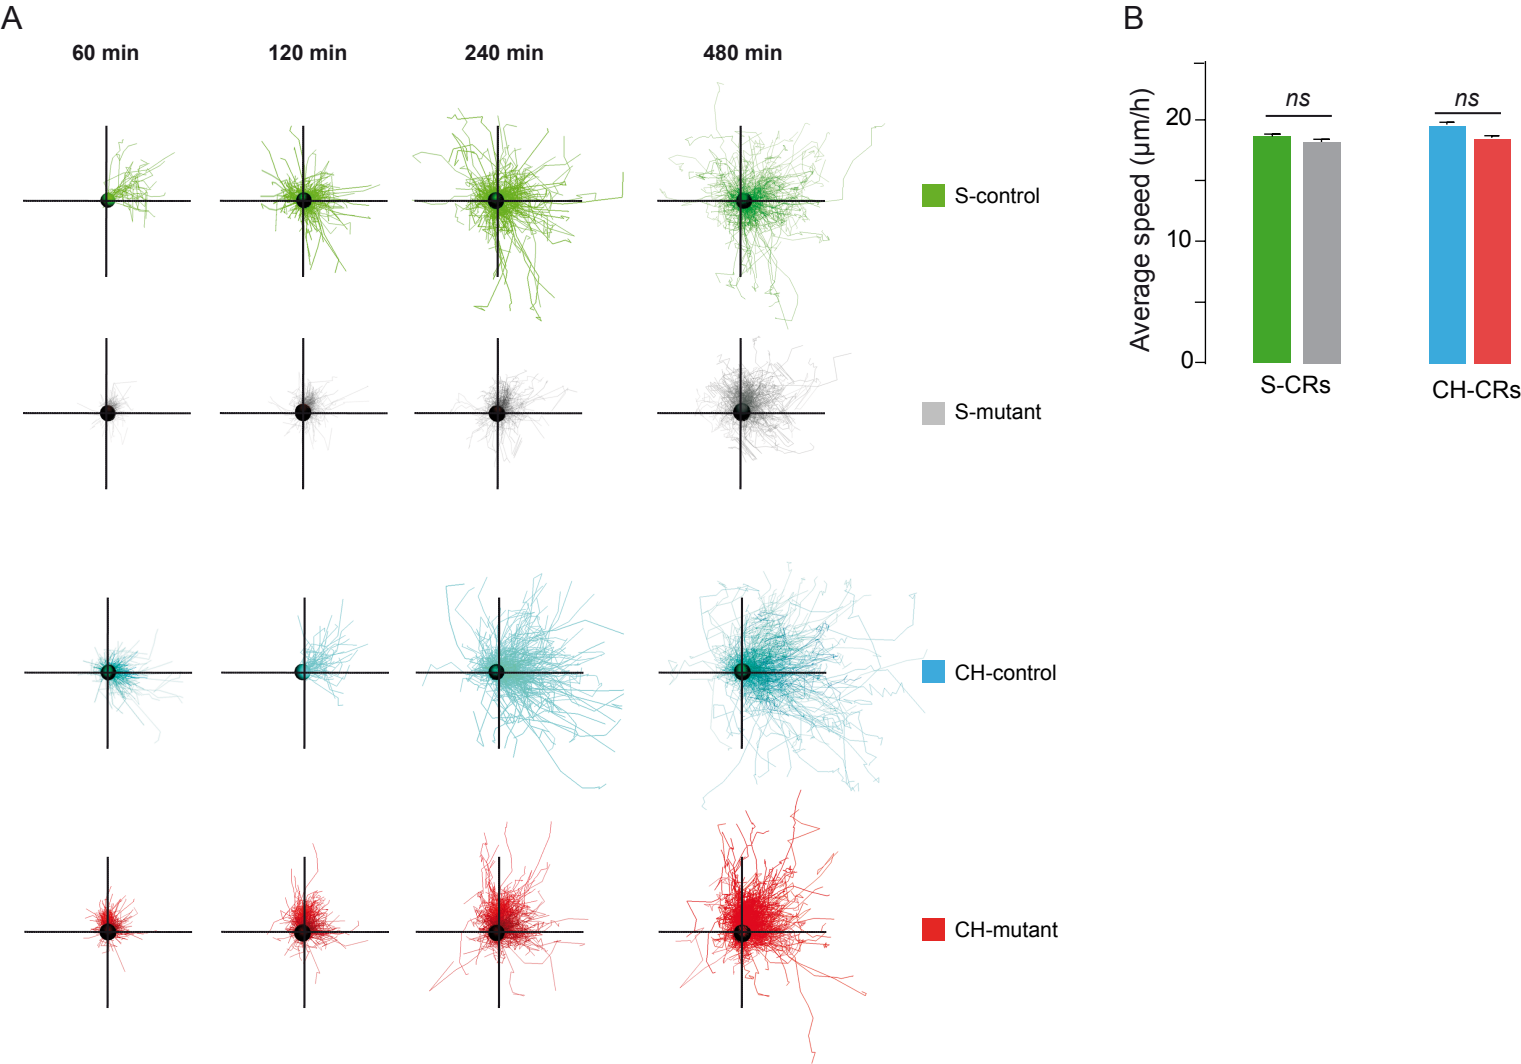 A
60 min 120 min 240 min 480 min
S-control
S-mutant
CH-control
CH-mutant
B
Average speed (μm/h)
20
10
0
ns ns
S-CRs CH-CRs